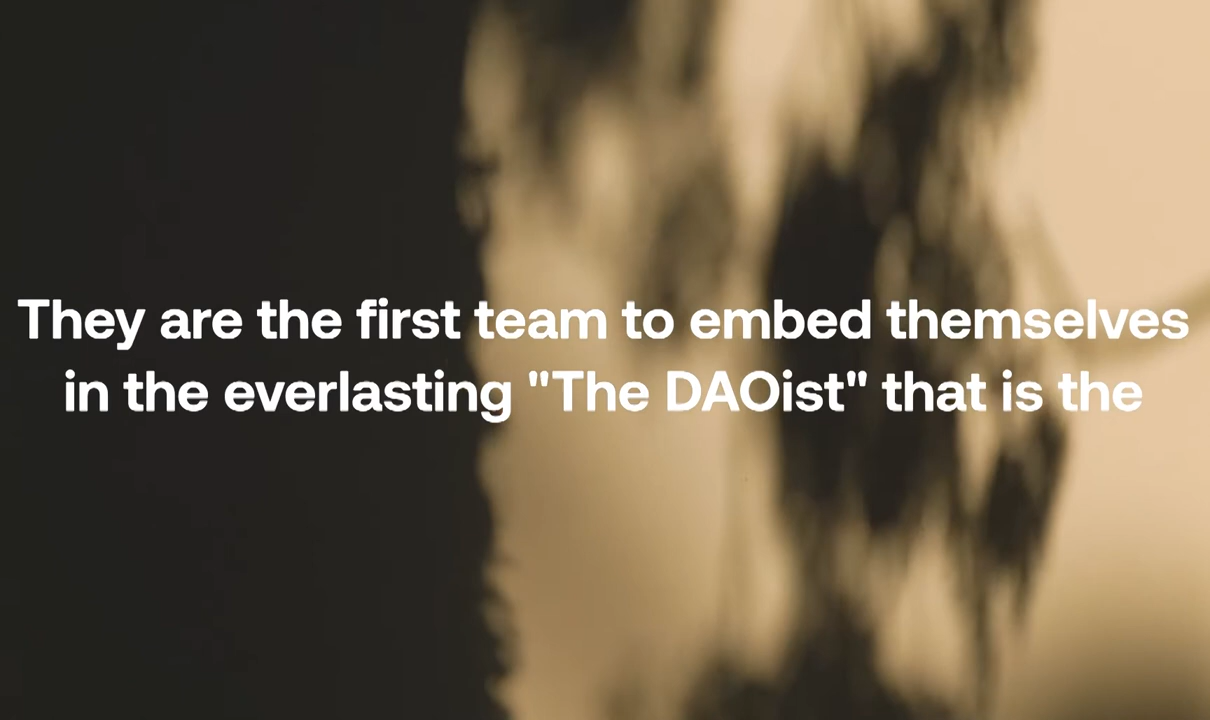 They are the first team to embed themselves
in the everlasting "The DAOist" that is the